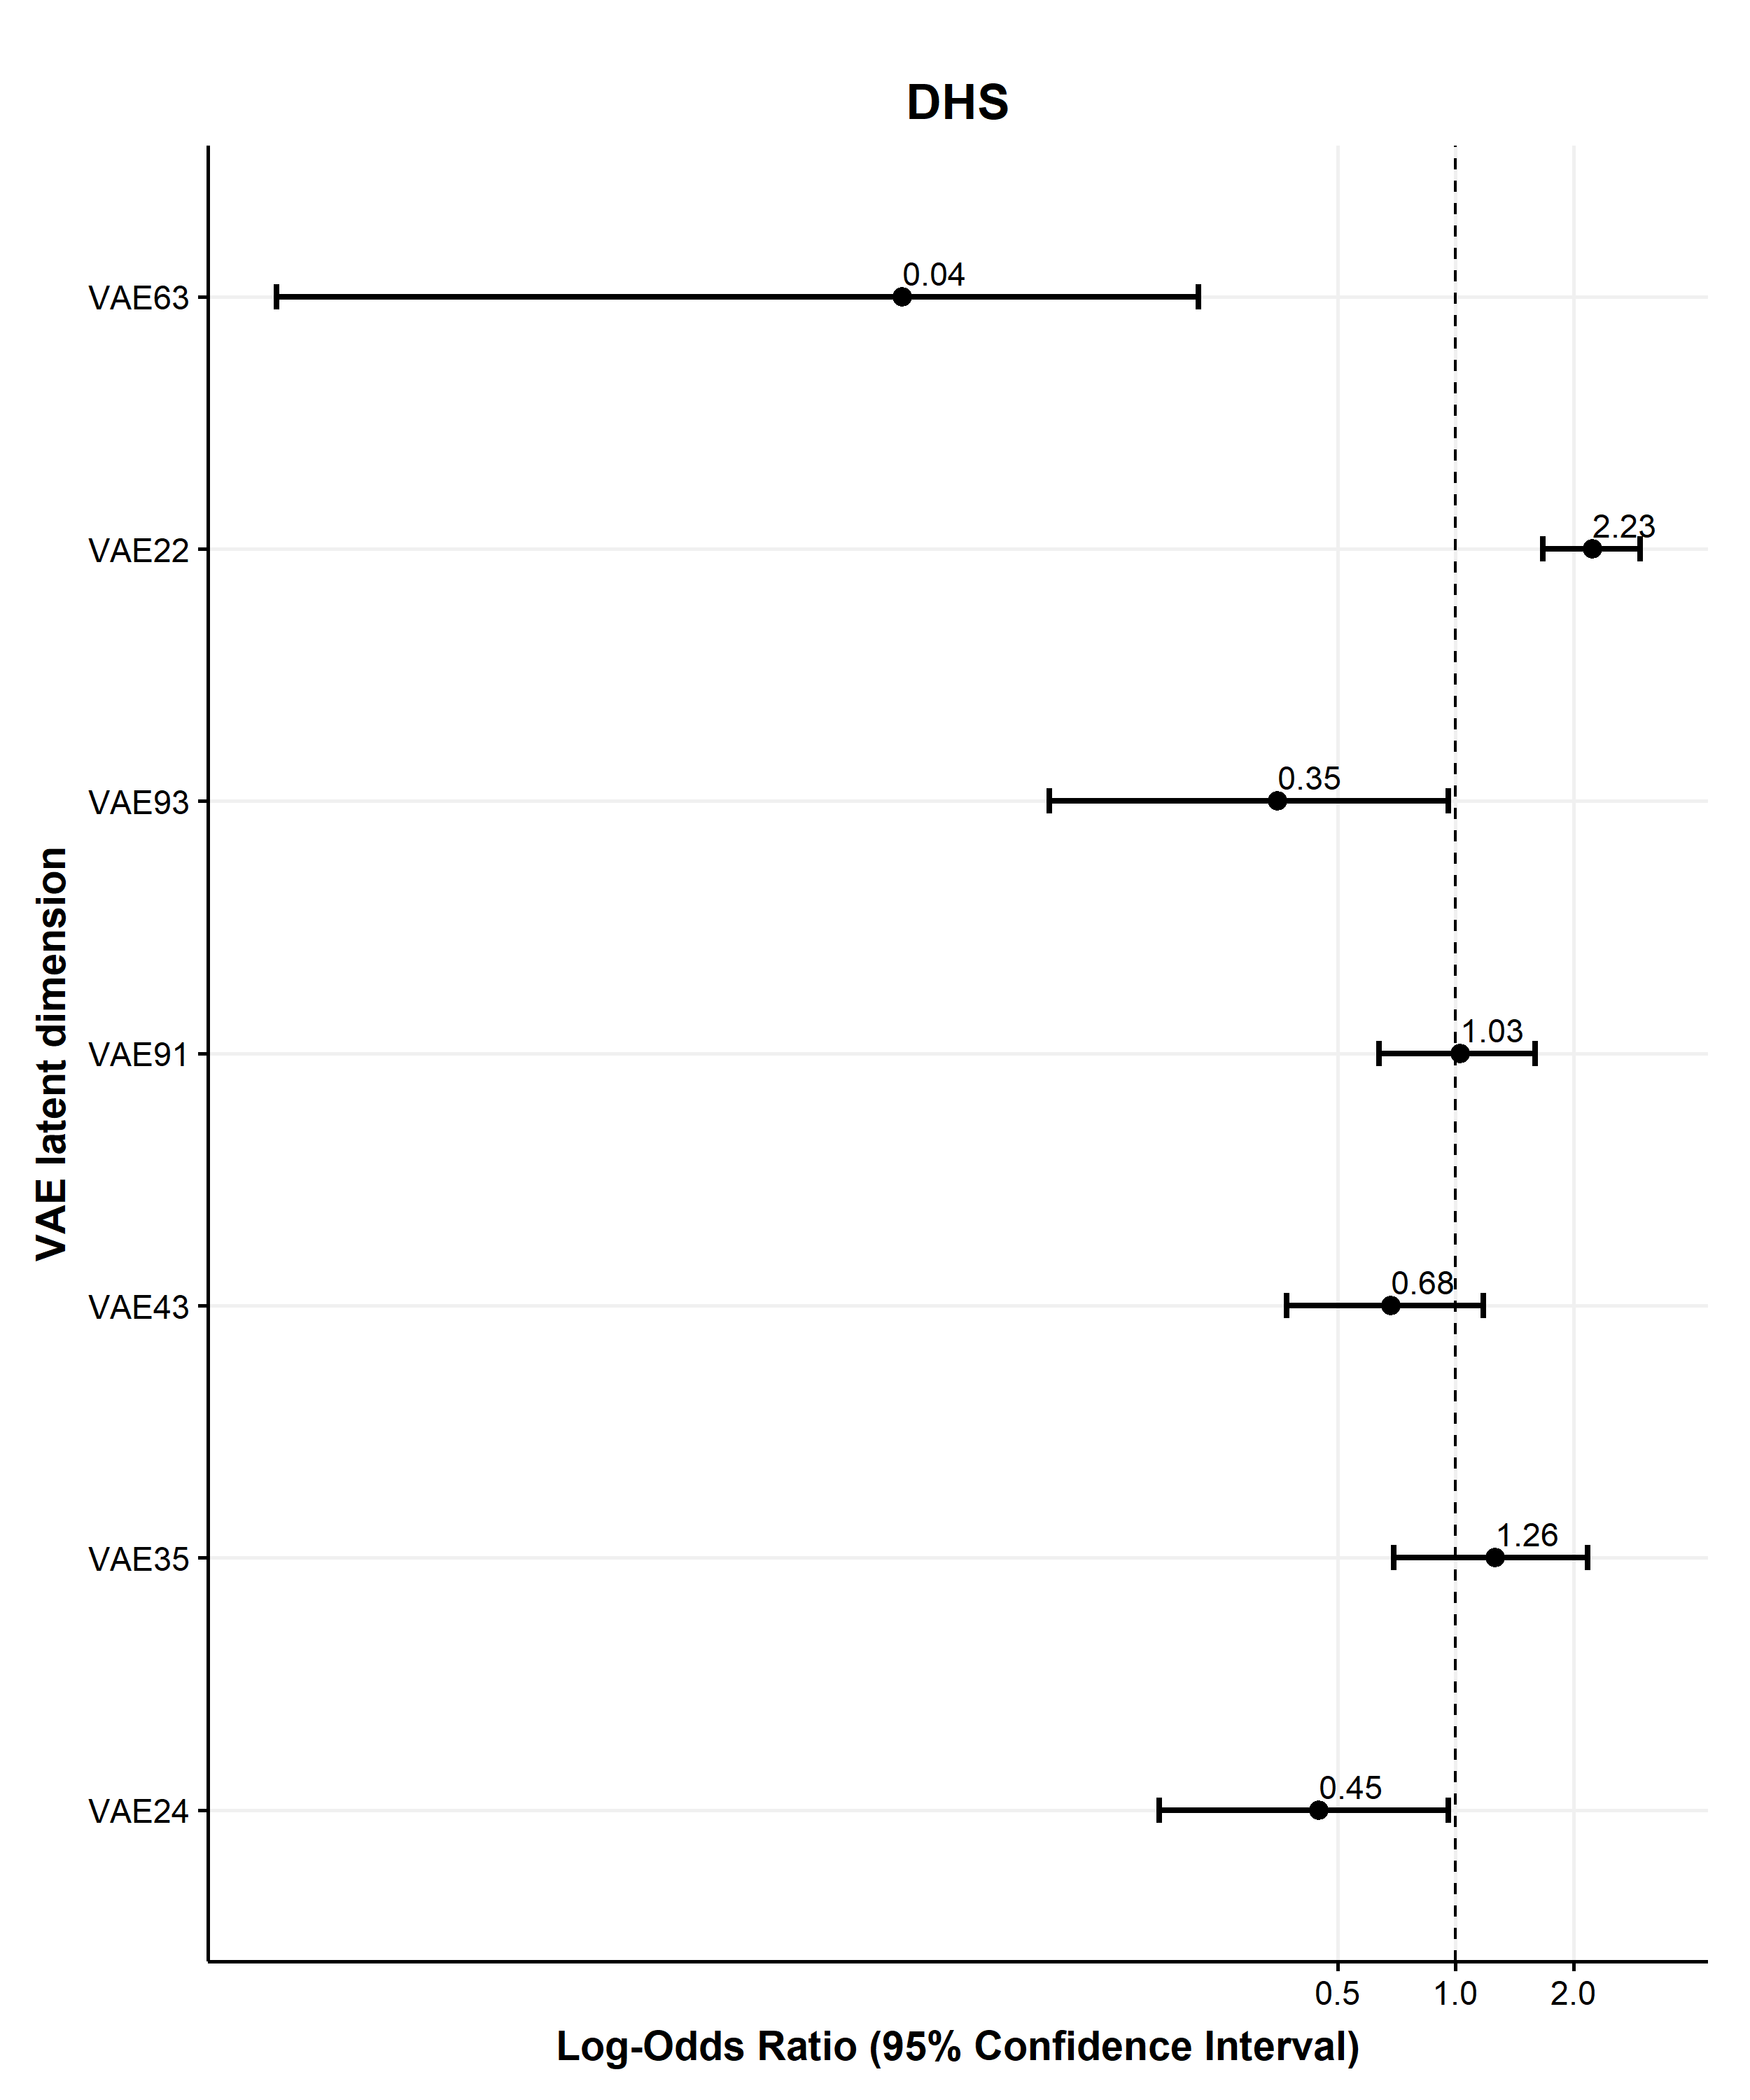 DHS
VAE63
0.04
VAE22
2.23
VAE93
0.35
VAE91
1.03
VAE43
0.68
VAE35
1.26
VAE24
0.45
VAE latent dimension
0.5 1.0 2.0
Log-Odds Ratio (95% Confidence Interval)